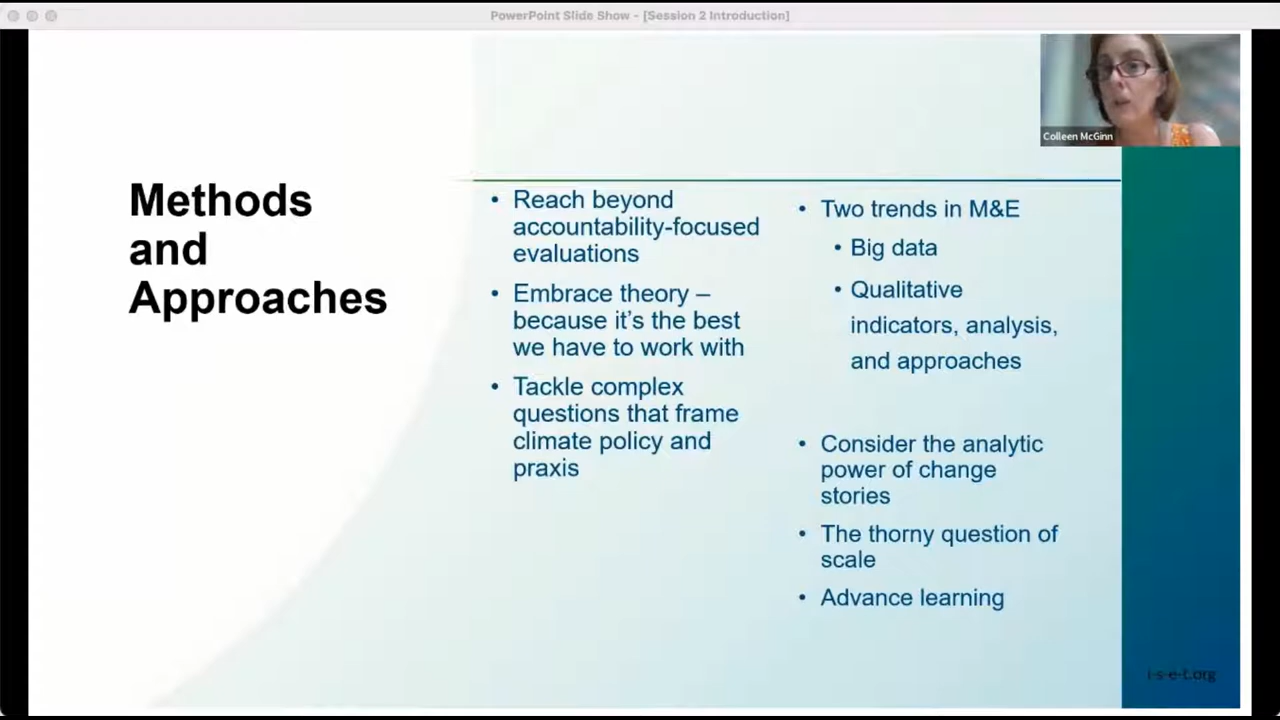 PowerPoint Slide Show - [Session 2 Introduction]
Colleen McGinn
Methods
and
Approaches
• Reach beyond
accountability-focused
evaluations
• Embrace theory –
because it's the best
we have to work with
• Tackle complex
questions that frame
climate policy and
praxis
• Two trends in M&E
• Big data
• Qualitative
indicators, analysis,
and approaches
• Consider the analytic
power of change
stories
• The thorny question of
scale
• Advance learning
i-s-e-t.org